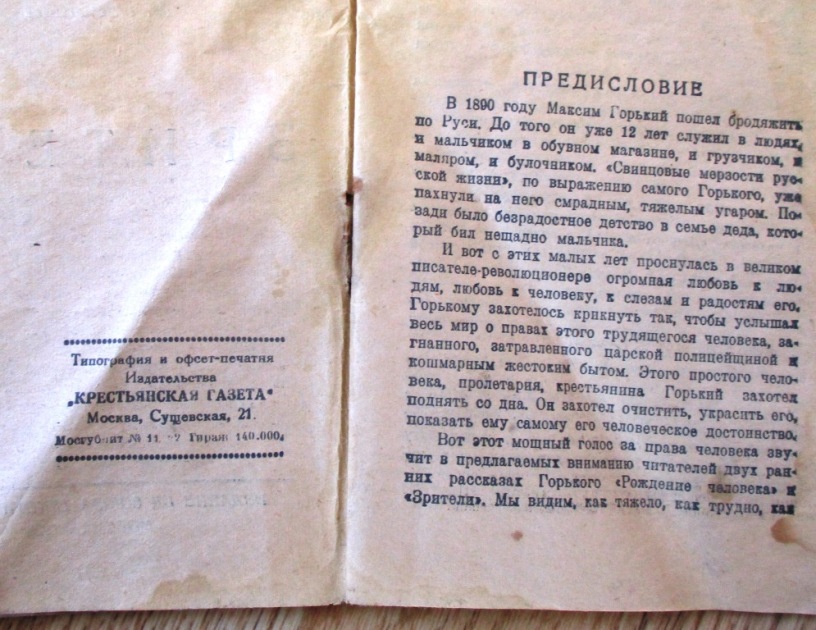 Типография и офсет-печатня
Издательства
„КРЕСТЬЯНСКАЯ ГАЗЕТА“
Москва, Сущевская, 21.
Мосгублит № 11 Тираж 140.000.
ПРЕДИСЛОВИЕ
В 1890 году Максим Горький пошел бродяжить
по Руси. До того он уже 12 лет служил в людях,
и мальчиком в обувном магазине, и грузчиком, и
маляром, и булочником. «Свинцовые мерзости рус-
ской жизни», по выражению самого Горького, уже
пахнули на него смрадным, тяжелым угаром. По-
зади было безрадостное детство в семье деда, кото-
рый бил нещадно мальчика.
И вот с этих малых лет проснулась в великом
писателе-революционере огромная любовь к лю-
дям, любовь к человеку, к слезам и радостям его.
Горькому захотелось крикнуть так, чтобы услышал
весь мир о правах этого трудящегося человека, за-
гнанного, затравленного царской полицейщиной и
кошмарным жестоким бытом. Этого простого чело-
века, пролетария, крестьянина Горький захотел
поднять со дна. Он захотел очистить, украсить его,
показать ему самому его человеческое достоинство.
Вот этот мощный голос за права человека зву-
чит в предлагаемых вниманию читателей двух ран-
них рассказах Горького «Рождение человека» и
«Зрители». Мы видим, как тяжело, как трудно, как